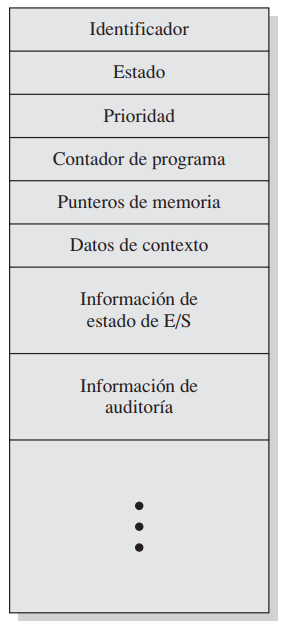 Identificador
Estado
Prioridad
Contador de programa
Punteros de memoria
Datos de contexto
Información de
estado de E/S
Información de
auditoría